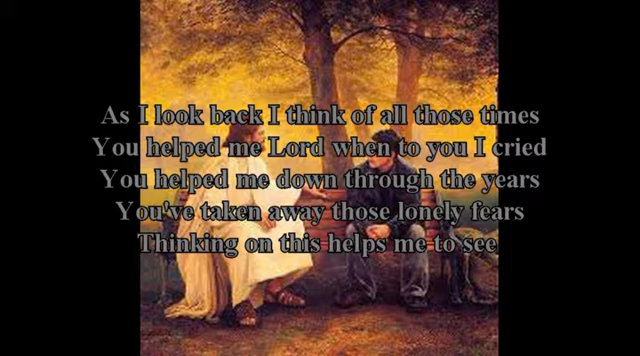 As I look back I think of all those times
You helped me Lord when to you I cried
You helped me down through the years
You've taken away those lonely fears
Thinking on this helps me to see